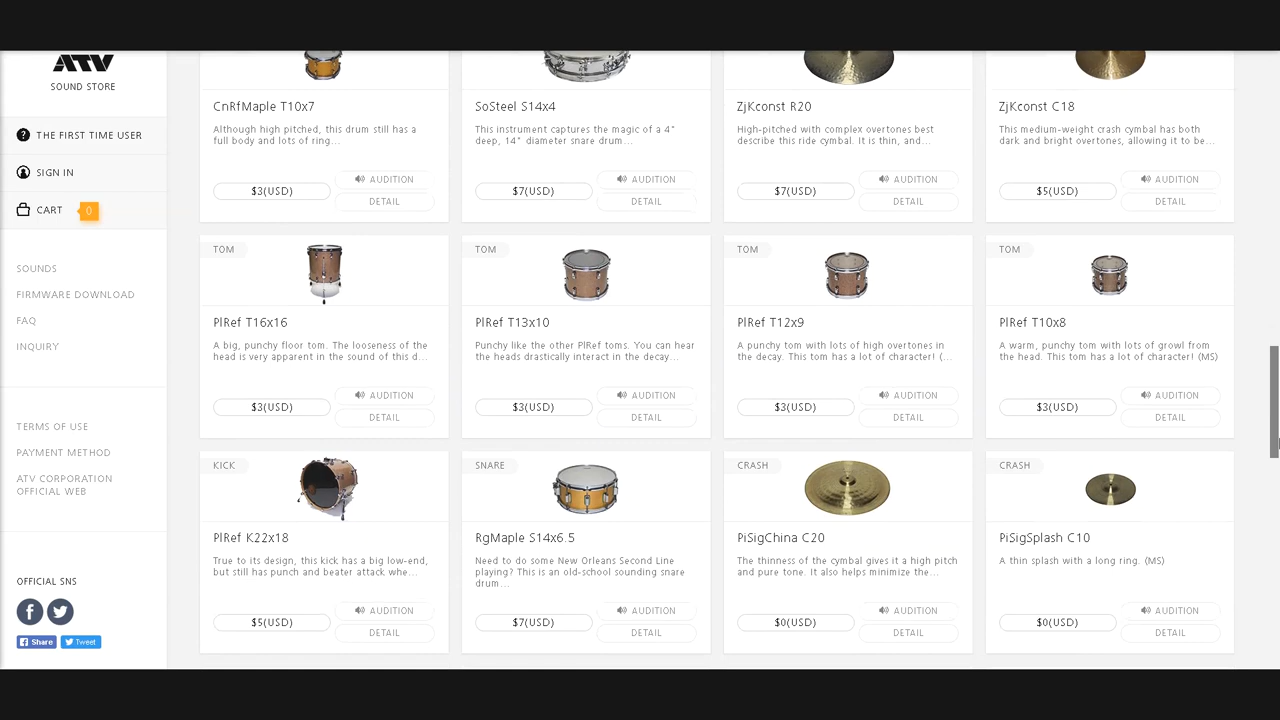 ATV
SOUND STORE
THE FIRST TIME USER
SIGN IN
CART 0
SOUNDS
FIRMWARE DOWNLOAD
FAQ
INQUIRY
TERMS OF USE
PAYMENT METHOD
ATV CORPORATION
OFFICIAL WEB
OFFICIAL SNS
Share Tweet
CnRfMaple T10x7
Although high pitched, this drum still has a
full body and lots of ring...
$3(USD)
AUDITION
DETAIL
SoSteel S14x4
This instrument captures the magic of a 4"
deep, 14" diameter snare drum...
$7(USD)
AUDITION
DETAIL
ZjKconst R20
High-pitched with complex overtones best
describe this ride cymbal. It is thin, and...
$7(USD)
AUDITION
DETAIL
ZjKconst C18
This medium-weight crash cymbal has both
dark and bright overtones, allowing it to be...
$5(USD)
AUDITION
DETAIL
TOM
PlRef T16x16
A big, punchy floor tom. The looseness of the
head is very apparent in the sound of this d...
$3(USD)
AUDITION
DETAIL
TOM
PlRef T13x10
Punchy like the other PlRef toms. You can hear
the heads drastically interact in the decay...
$3(USD)
AUDITION
DETAIL
TOM
PlRef T12x9
A punchy tom with lots of high overtones in
the decay. This tom has a lot of character! (...
$3(USD)
AUDITION
DETAIL
TOM
PlRef T10x8
A warm, punchy tom with lots of growl from
the head. This tom has a lot of character! (MS)
$3(USD)
AUDITION
DETAIL
KICK
PlRef K22x18
True to its design, this kick has a big low-end,
but still has punch and beater attack whe...
$5(USD)
AUDITION
DETAIL
SNARE
RgMaple S14x6.5
Need to do some New Orleans Second Line
playing? This is an old-school sounding snare
drum...
$7(USD)
AUDITION
DETAIL
CRASH
PiSigChina C20
The thinness of the cymbal gives it a high pitch
and pure tone. It also helps minimize the...
$0(USD)
AUDITION
DETAIL
CRASH
PiSigSplash C10
A thin splash with a long ring. (MS)
$0(USD)
AUDITION
DETAIL